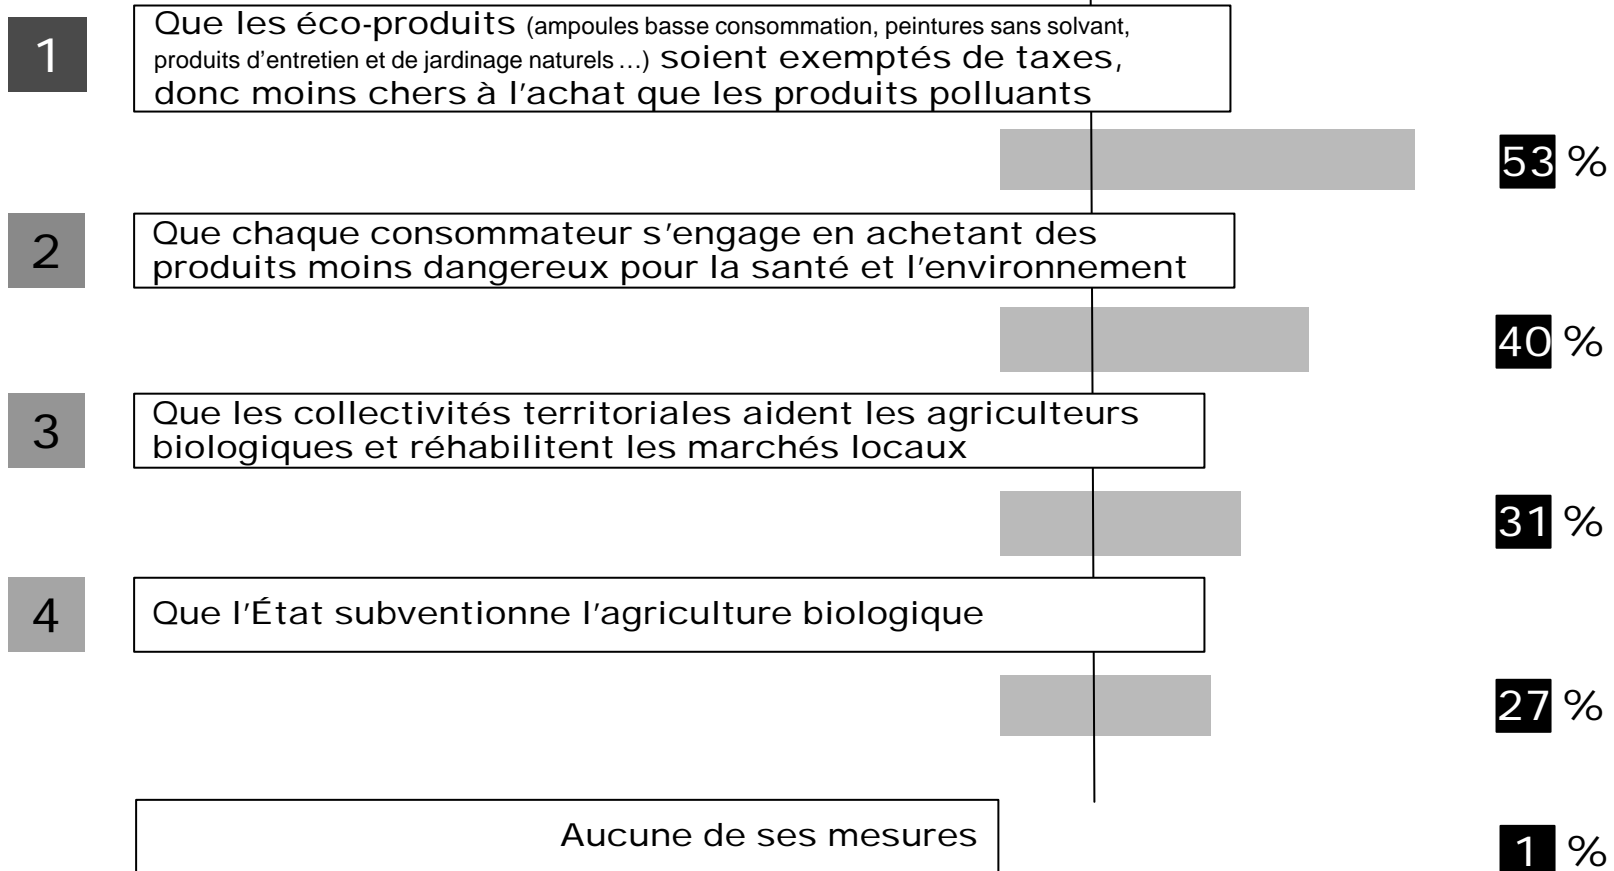 1
Que les éco-produits (ampoules basse consommation, peintures sans solvant,
produits d'entretien et de jardinage naturels ...) soient exemptés de taxes,
donc moins chers à l'achat que les produits polluants
53 %
2
Que chaque consommateur s'engage en achetant des
produits moins dangereux pour la santé et l'environnement
40 %
3
Que les collectivités territoriales aident les agriculteurs
biologiques et réhabilitent les marchés locaux
31 %
4
Que l'État subventionne l'agriculture biologique
27 %
Aucune de ses mesures
1 %